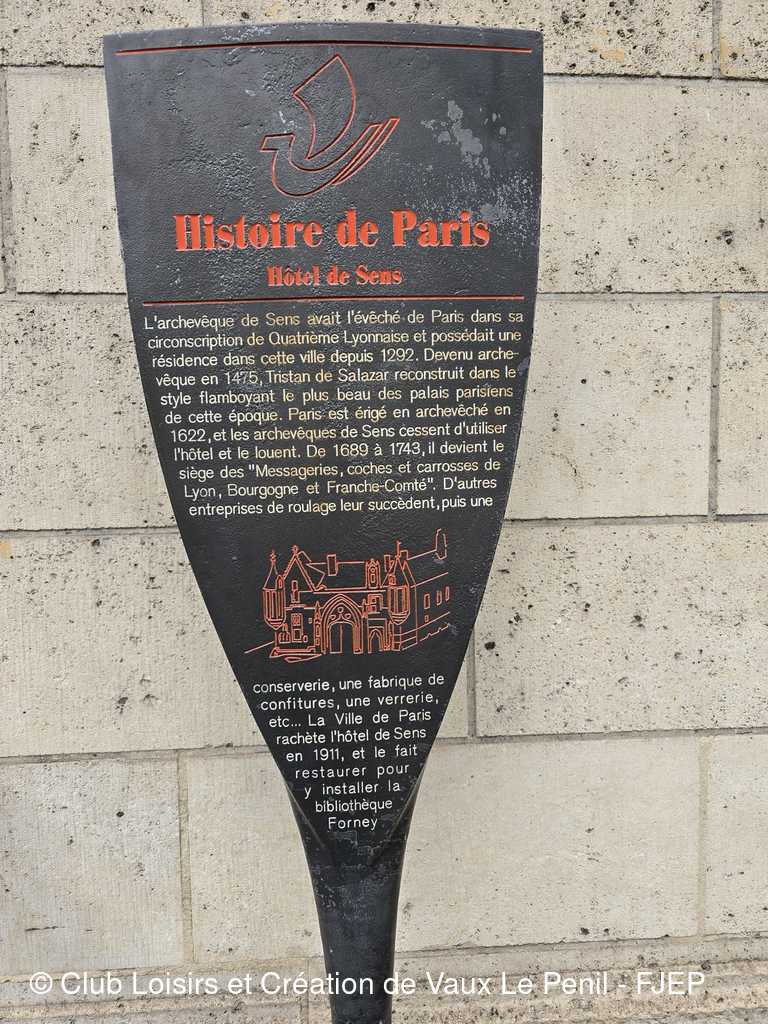 Histoire de Paris
Hôtel de Sens
L'archevêque de Sens avait l'évêché de Paris dans sa
circonscription de Quatrième Lyonnaise et possédait une
résidence dans cette ville depuis 1292. Devenu arche-
vêque en 1475, Tristan de Salazar reconstruit dans le
style flamboyant le plus beau des palais parisiens
de cette époque. Paris est érigé en archevêché en
1622, et les archevêques de Sens cessent d'utiliser
l'hôtel et le louent. De 1689 à 1743, il devient le
siège des "Messageries, coches et carrosses de
Lyon, Bourgogne et Franche-Comté". D'autres
entreprises de roulage leur succèdent, puis une
conserverie, une fabrique de
confitures, une verrerie,
etc... La Ville de Paris
rachète l'hôtel de Sens
en 1911, et le fait
restaurer pour
y installer la
bibliothèque
Forney
© Club Loisirs et Création de Vaux Le Penil - FJEP